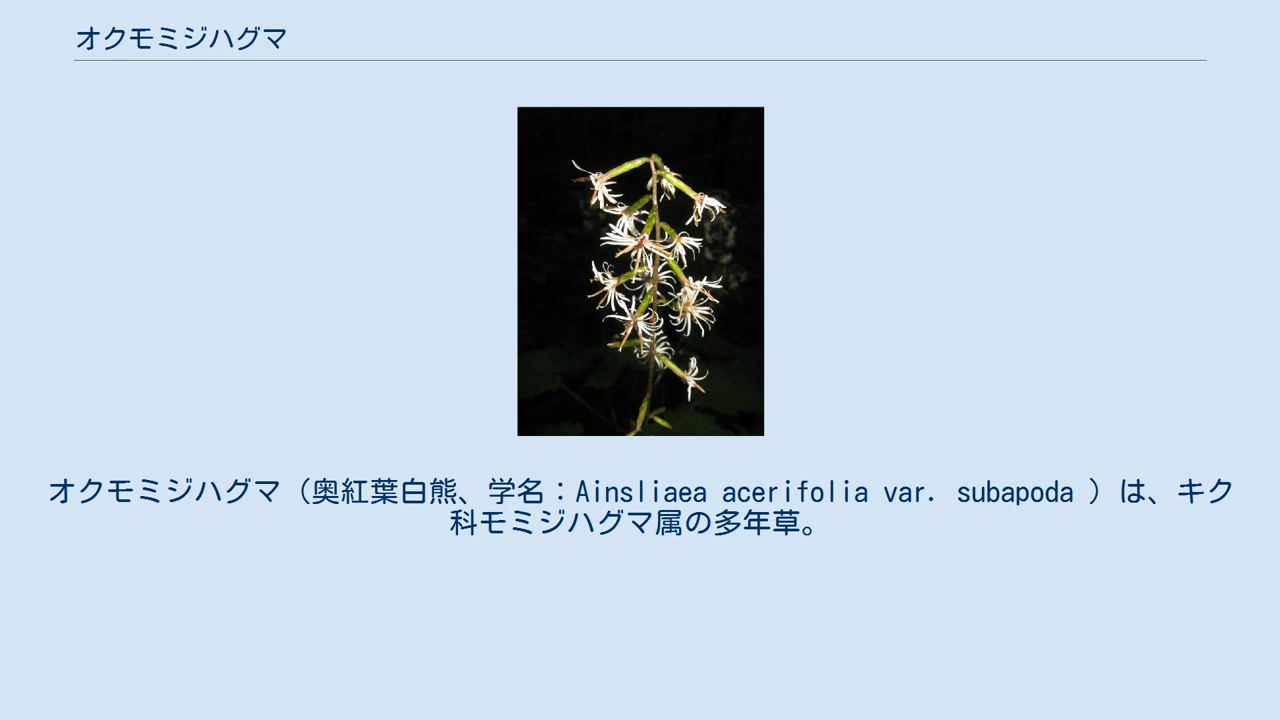 オクモミジハグマ
オクモミジハグマ（奥紅葉白熊、学名：Ainsliaea acerifolia var. subapoda ）は、キク
科モミジハグマ属の多年草。